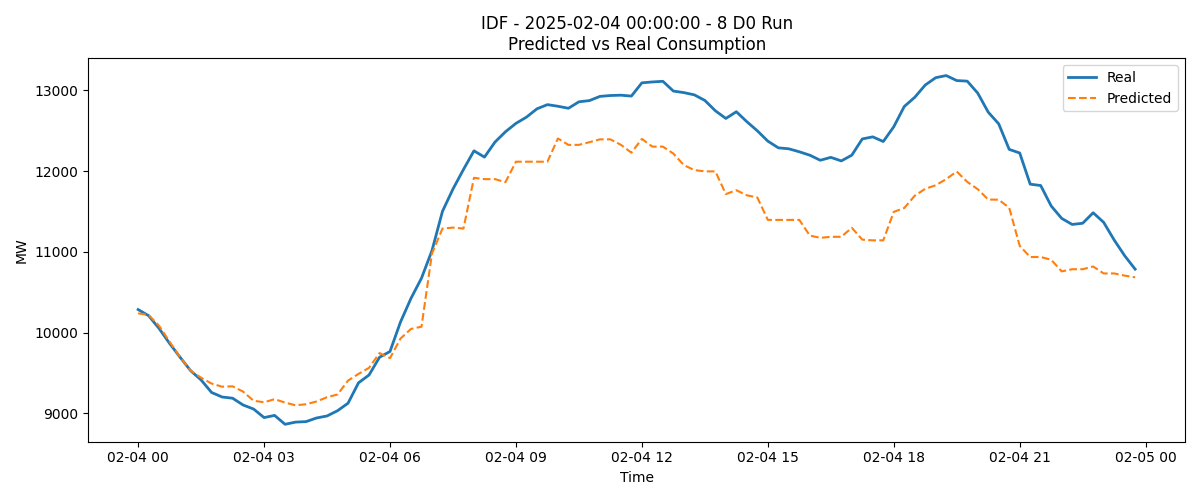 IDF - 2025-02-04 00:00:00 - 8 D0 Run
Predicted vs Real Consumption
Real
Predicted
MW
13000
12000
11000
10000
9000
02-04 00
02-04 03
02-04 06
02-04 09
02-04 12
02-04 15
02-04 18
02-04 21
02-05 00
Time